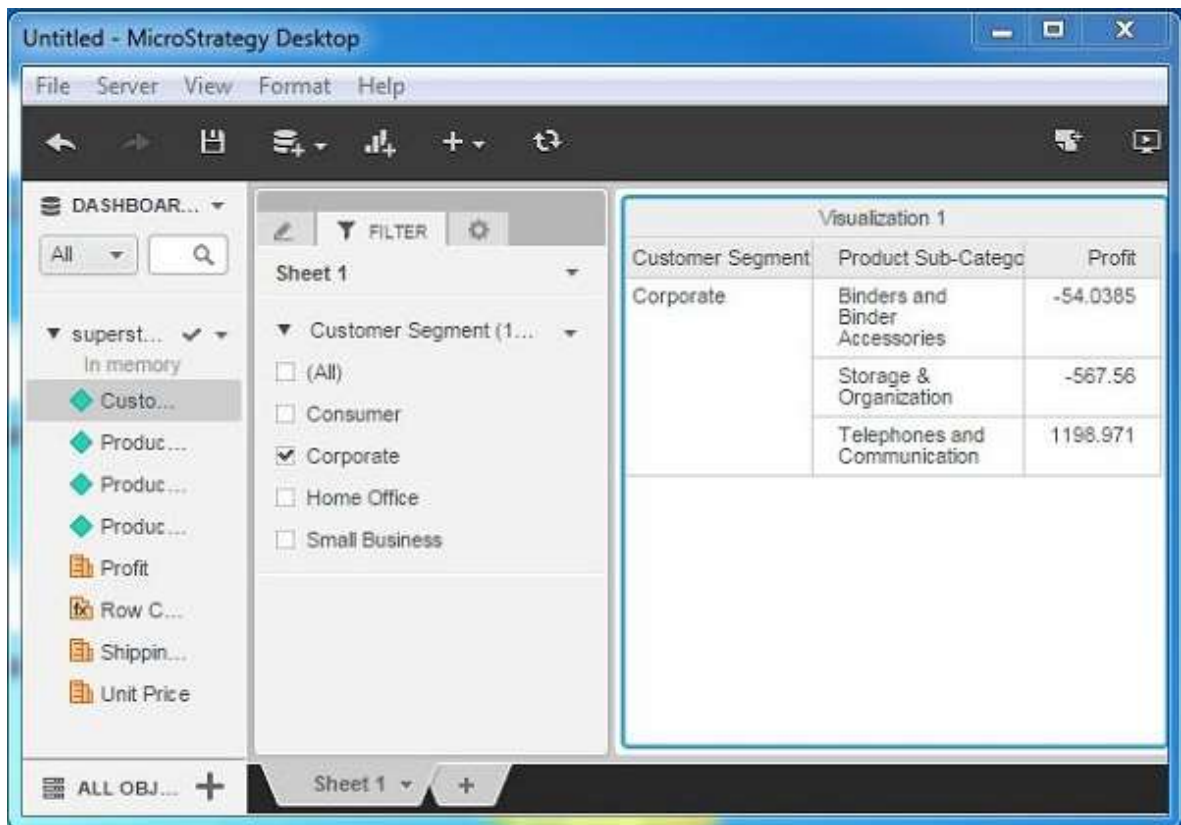 Untitled - MicroStrategy Desktop
File Server View Format Help
DASHBOAR...
All
superst...
In memory
Custo...
Produc...
Produc...
Produc...
Profit
Row C...
Shippin...
Unit Price
ALL OBJ...
FILTER
Sheet 1
Customer Segment (1...
(All)
Consumer
Corporate
Home Office
Small Business
Visualization 1
Customer Segment Product Sub-Catego Profit
Corporate Binders and -54.0385
Binder
Accessories
Storage & -567.56
Organization
Telephones and 1198.971
Communication
Sheet 1